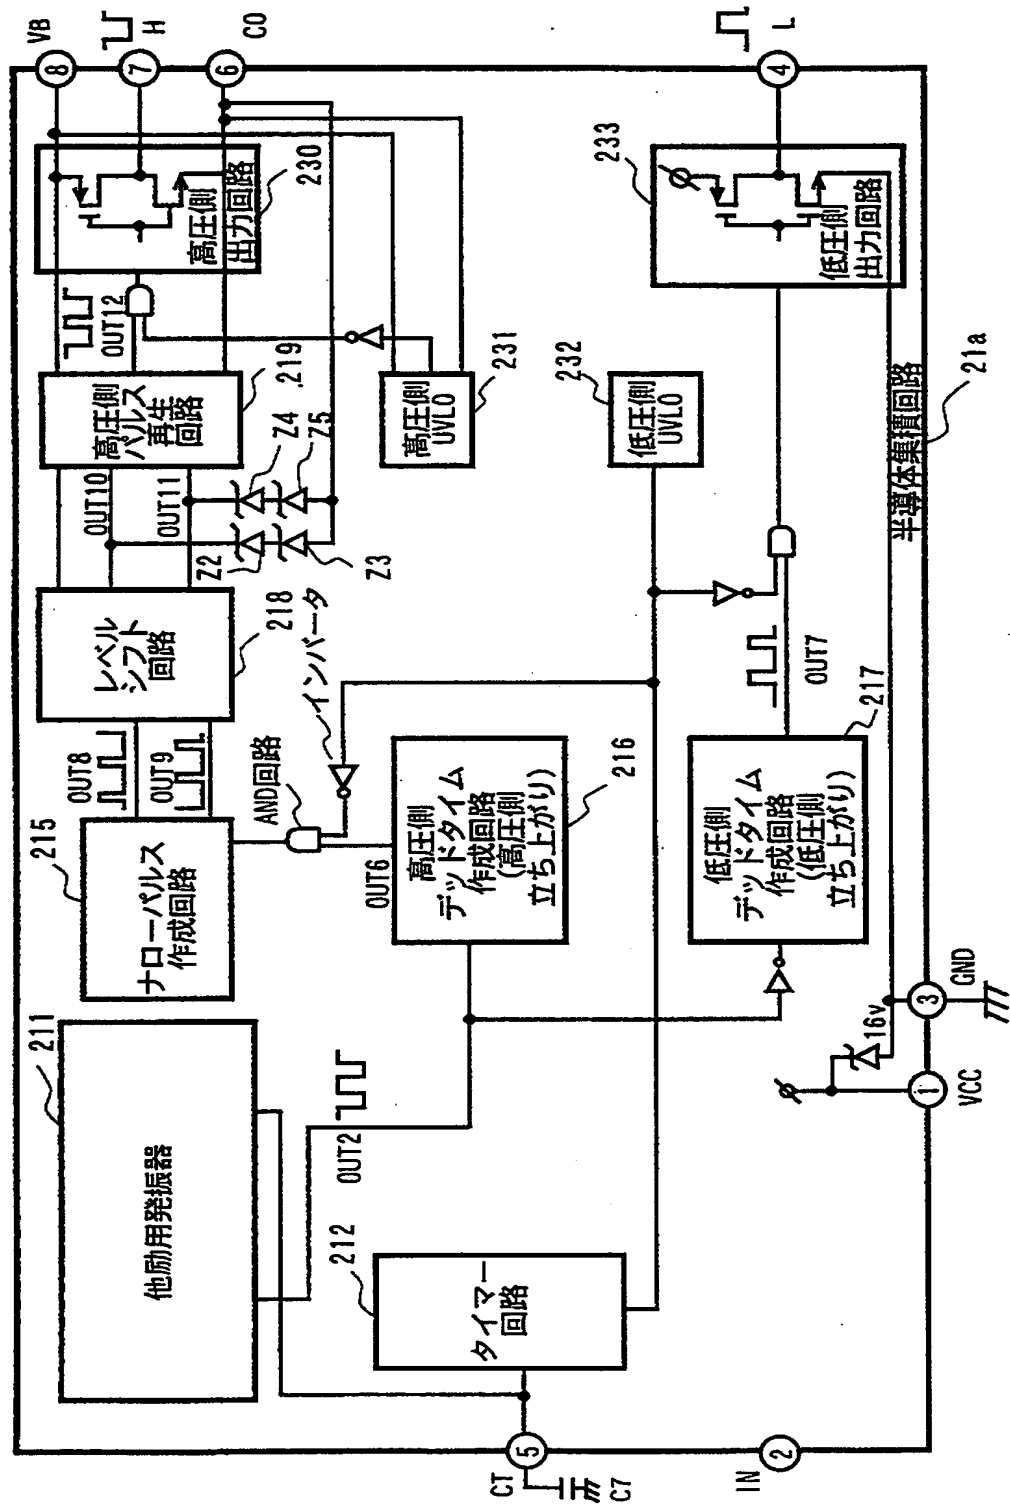 211
他励用発振器
215
ナローパルス
作成回路
OUT8
OUT9
218
レベル
シフト
回路
OUT10
OUT11
219
高圧側
パルス
再生
回路
OUT12
230
高圧側
出力回路
8
VB
7
H
6
CO
Z2
Z3
Z4
Z5
インバータ
AND回路
OUT6
OUT2
216
高圧側
デッドタイム
作成回路
(高圧側
立ち上がり)
231
高圧側
UVLO
232
低圧側
UVLO
233
低圧側
出力回路
4
L
212
タイマー
回路
5
CT
C7
2
IN
217
低圧側
デッドタイム
作成回路
(低圧側
立ち上がり)
OUT7
16v
1
VCC
3
GND
半導体集積回路
21a